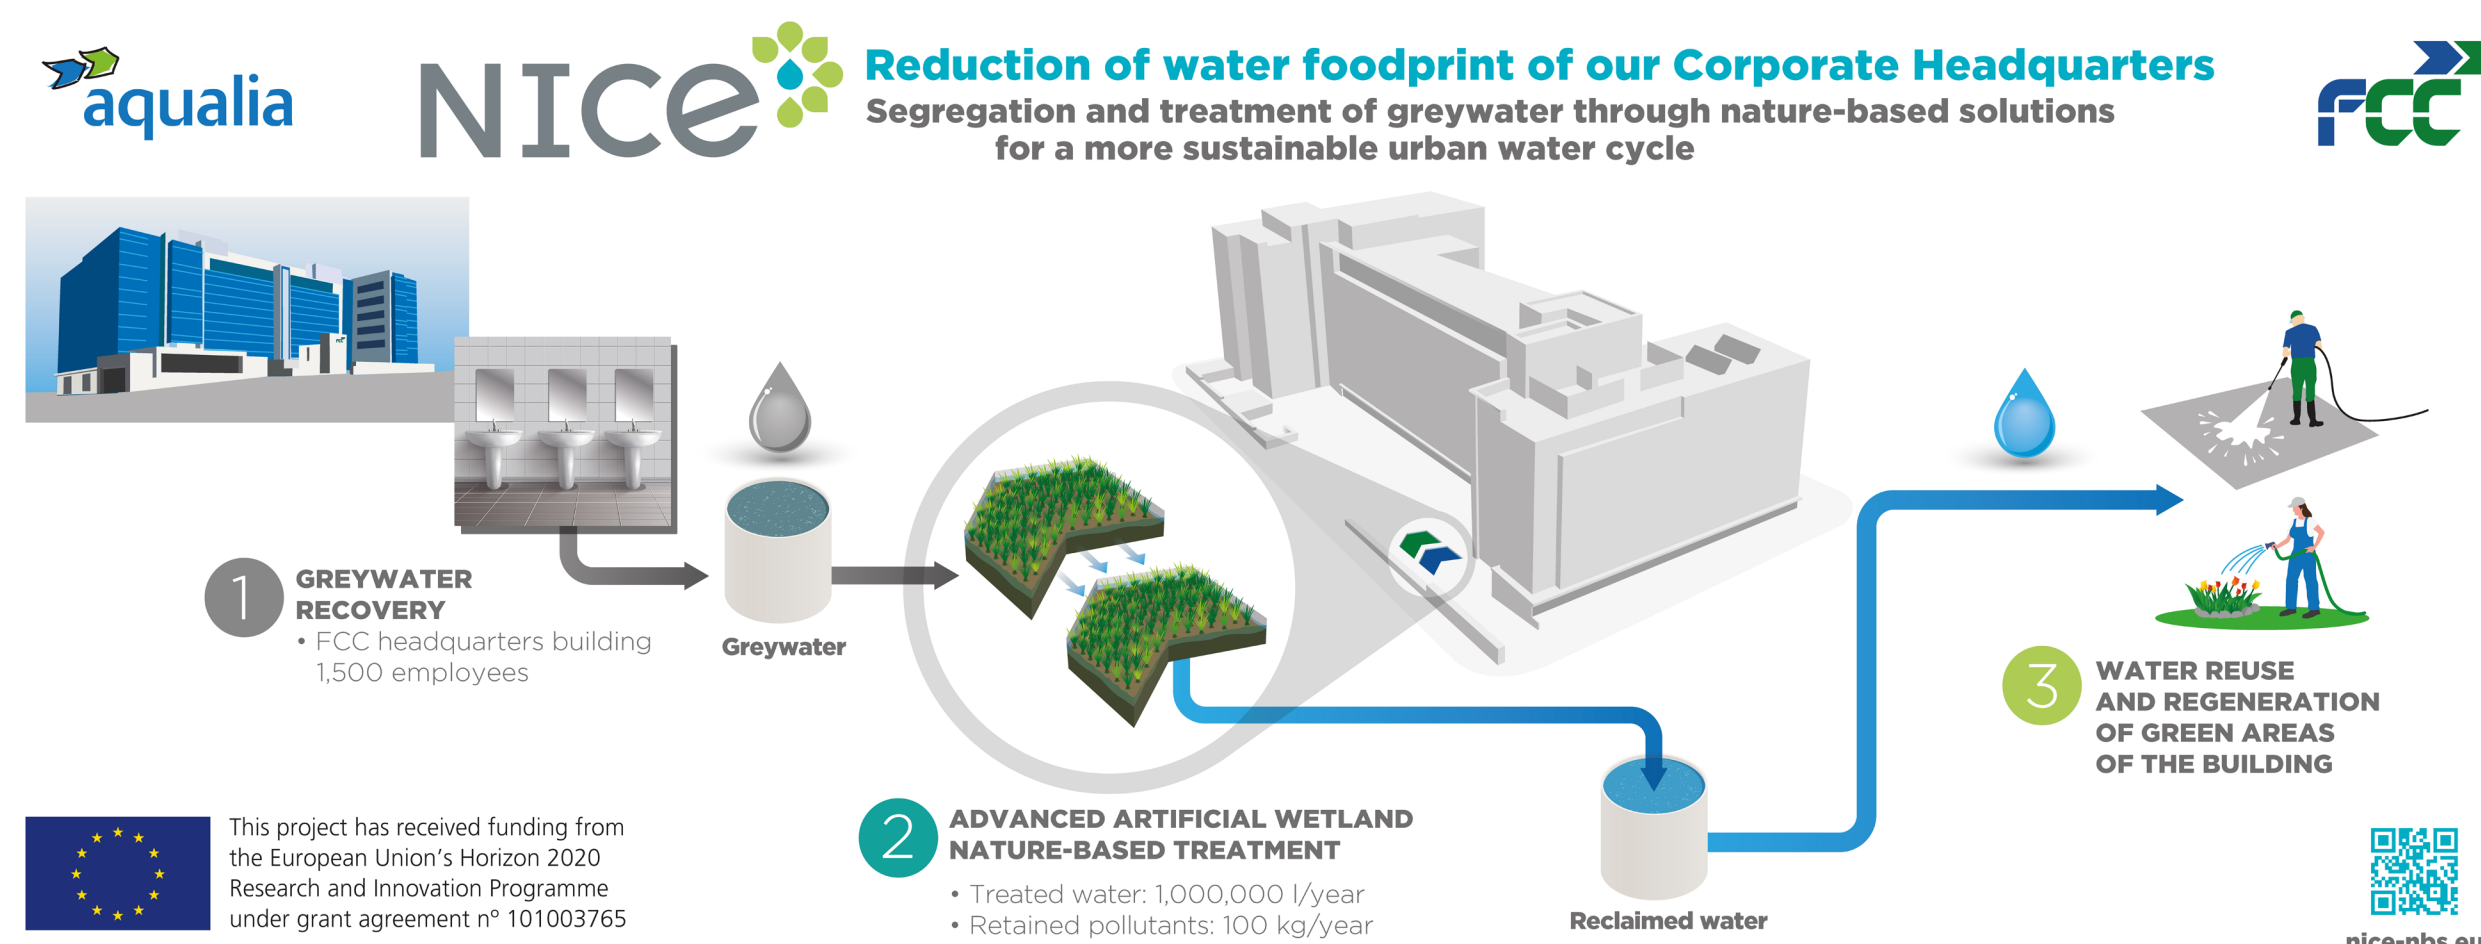 aqualia
NICe
Reduction of water foodprint of our Corporate Headquarters
Segregation and treatment of greywater through nature-based solutions
for a more sustainable urban water cycle
FCC
FCC
1
GREYWATER
RECOVERY
• FCC headquarters building
1,500 employees
Greywater
2
ADVANCED ARTIFICIAL WETLAND
NATURE-BASED TREATMENT
• Treated water: 1,000,000 l/year
• Retained pollutants: 100 kg/year
Reclaimed water
3
WATER REUSE
AND REGENERATION
OF GREEN AREAS
OF THE BUILDING
This project has received funding from
the European Union’s Horizon 2020
Research and Innovation Programme
under grant agreement nº 101003765
nice-nbs.eu